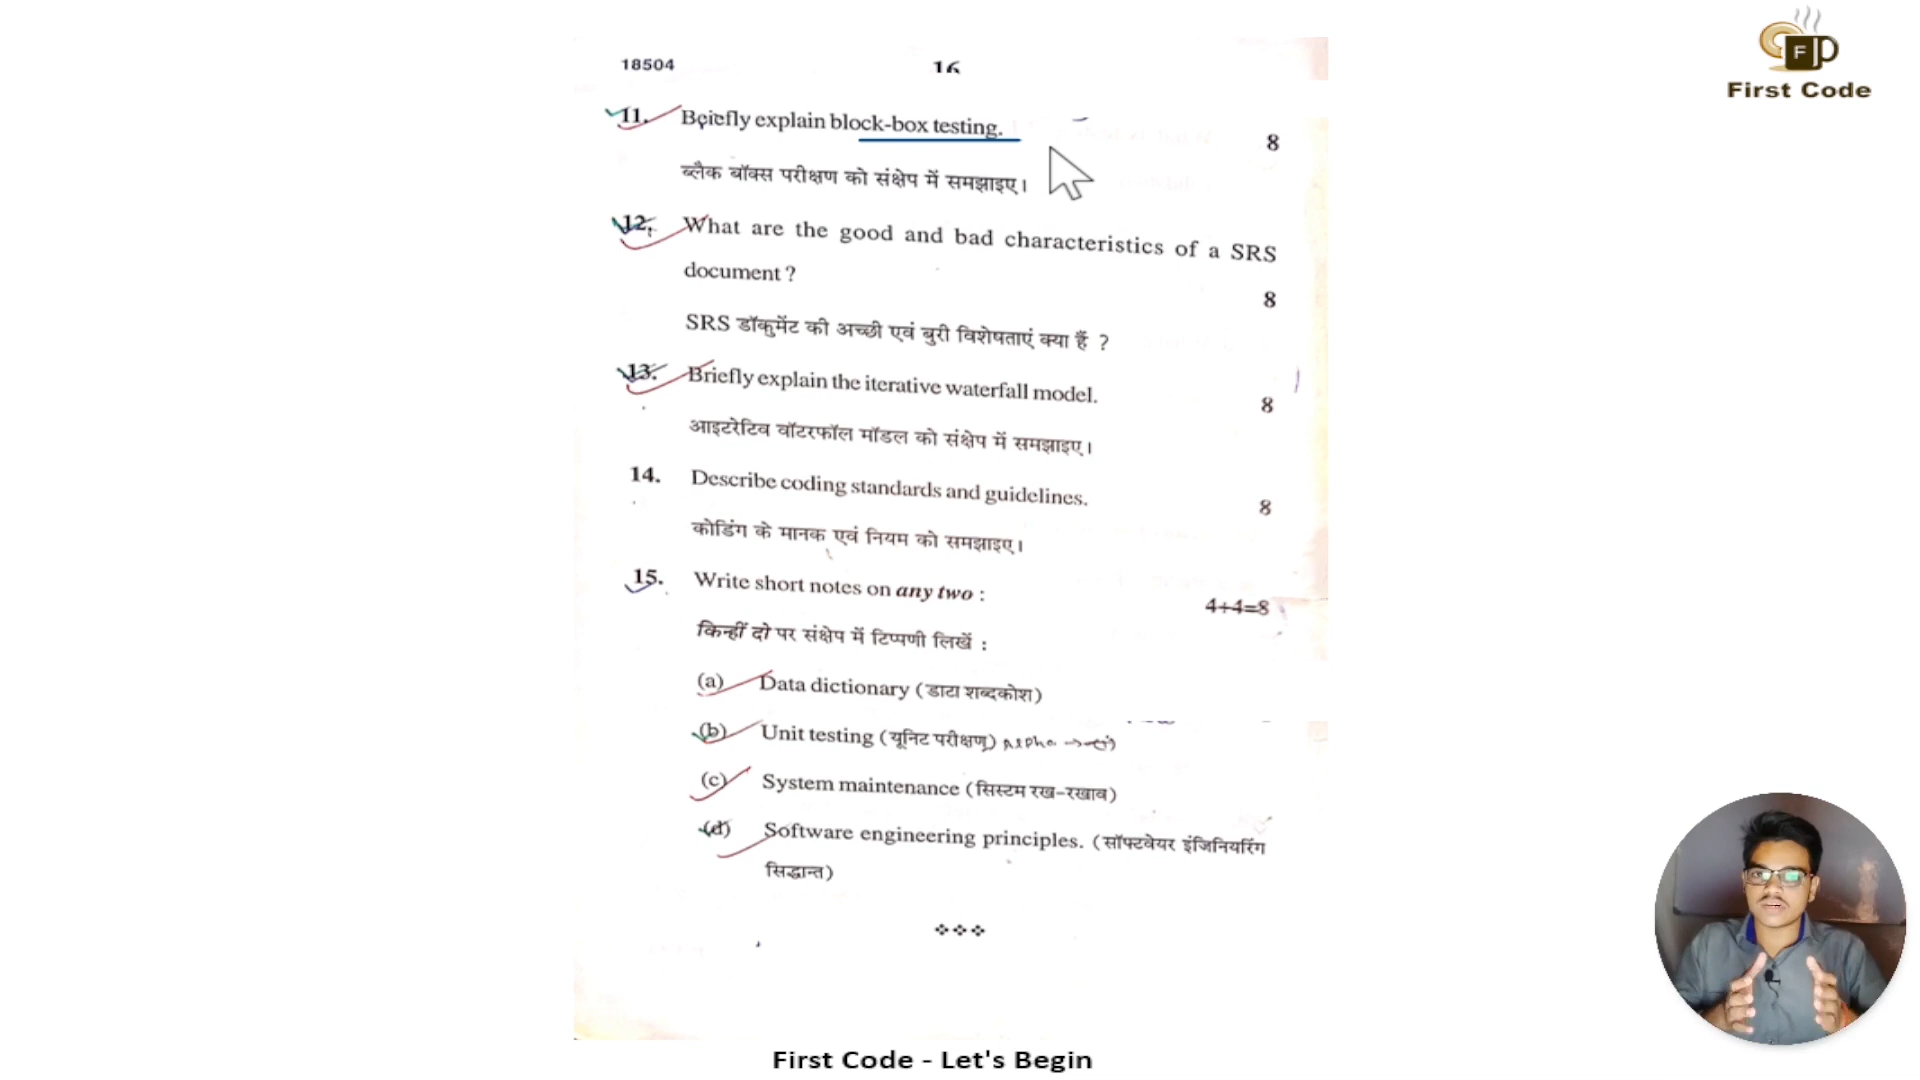 18504
16
F
First Code
11. Briefly explain block-box testing.
8
ब्लैक बॉक्स परीक्षण को संक्षेप में समझाइए।
12. What are the good and bad characteristics of a SRS
document ?
8
SRS डॉकुमेंट की अच्छी एवं बुरी विशेषताएं क्या हैं ?
13. Briefly explain the iterative waterfall model.
8
आइटरेटिव वॉटरफॉल मॉडल को संक्षेप में समझाइए।
14. Describe coding standards and guidelines.
8
कोडिंग के मानक एवं नियम को समझाइए।
15. Write short notes on any two :
4+4=8
किन्हीं दो पर संक्षेप में टिप्पणी लिखें :
(a) Data dictionary (डाटा शब्दकोश)
(b) Unit testing (यूनिट परीक्षण) Alpha
(c) System maintenance (सिस्टम रख-रखाव)
(d) Software engineering principles. (सॉफ्टवेयर इंजिनियरिंग
सिद्धान्त)
First Code - Let's Begin